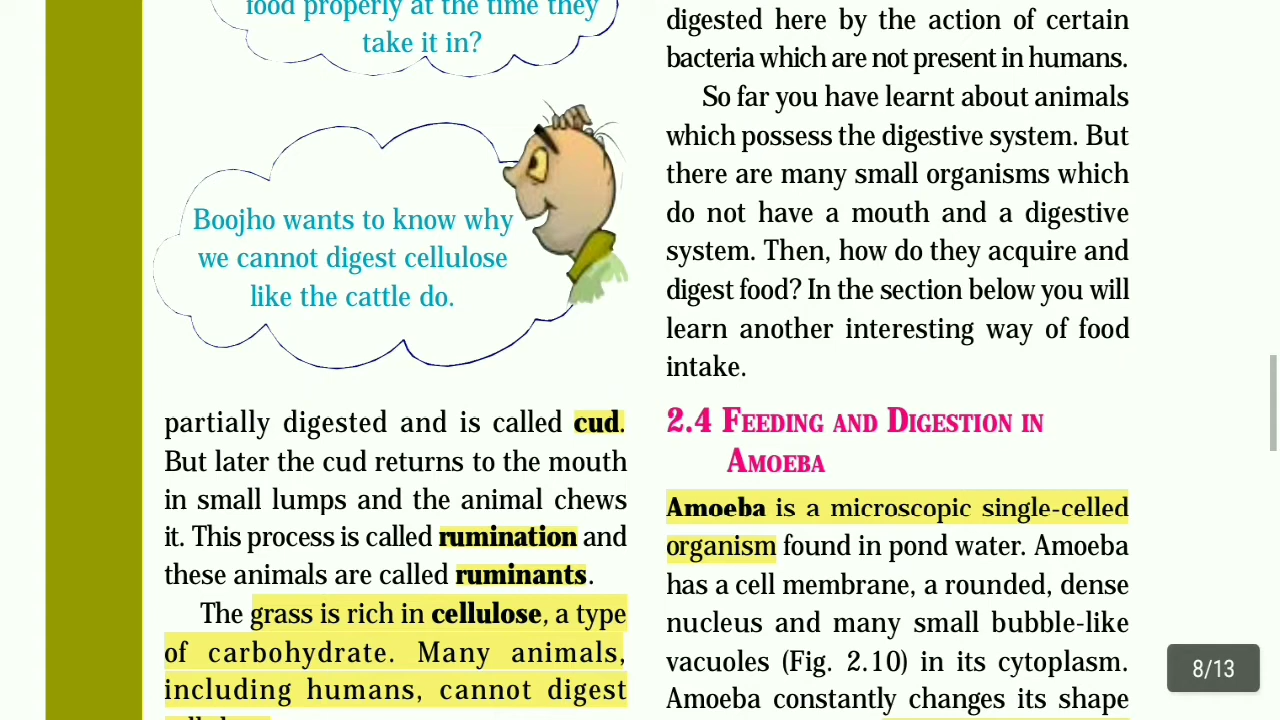 food properly at the time they
take it in?
Boojho wants to know why
we cannot digest cellulose
like the cattle do.
partially digested and is called cud.
But later the cud returns to the mouth
in small lumps and the animal chews
it. This process is called rumination and
these animals are called ruminants.
The grass is rich in cellulose, a type
of carbohydrate. Many animals,
including humans, cannot digest
digested here by the action of certain
bacteria which are not present in humans.
So far you have learnt about animals
which possess the digestive system. But
there are many small organisms which
do not have a mouth and a digestive
system. Then, how do they acquire and
digest food? In the section below you will
learn another interesting way of food
intake.
2.4 FEEDING AND DIGESTION IN
AMOEBA
Amoeba is a microscopic single-celled
organism found in pond water. Amoeba
has a cell membrane, a rounded, dense
nucleus and many small bubble-like
vacuoles (Fig. 2.10) in its cytoplasm.
Amoeba constantly changes its shape
8/13